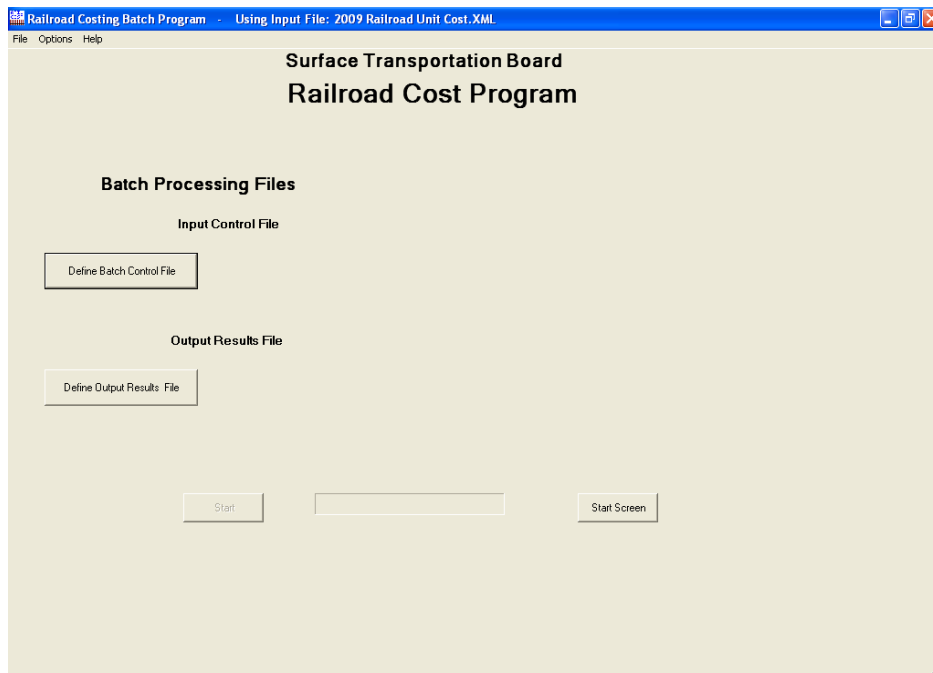 Railroad Costing Batch Program - Using Input File: 2009 Railroad Unit Cost.XML
File Options Help
Surface Transportation Board
Railroad Cost Program
Batch Processing Files
Input Control File
Define Batch Control File
Output Results File
Define Output Results File
Start
Start Screen